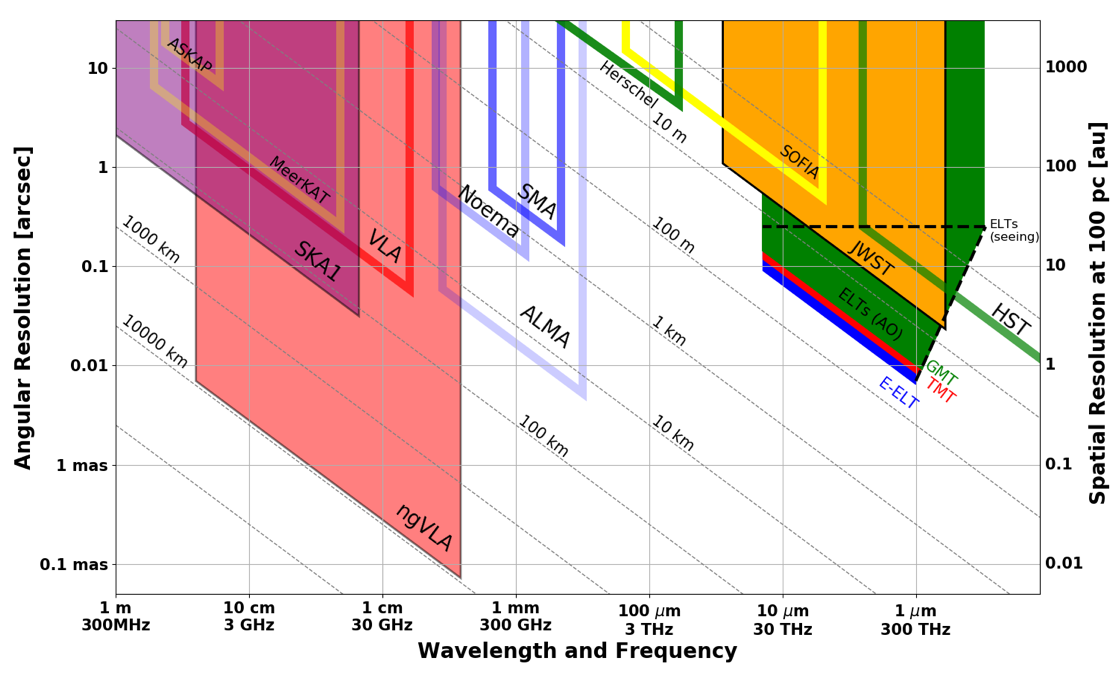 Angular Resolution [arcsec]
10
1
0.1
0.01
1 mas
0.1 mas
ASKAP
MeerKAT
SKA1
VLA
ngVLA
Noema
SMA
ALMA
Herschel
SOFIA
JWST
ELTs (AO)
ELTs
(seeing)
HST
GMT
TMT
E-ELT
10 m
100 m
1 km
10 km
100 km
1000 km
10000 km
1000
100
10
1
0.1
0.01
Spatial Resolution at 100 pc [au]
1 m
300MHz
10 cm
3 GHz
1 cm
30 GHz
1 mm
300 GHz
100 μm
3 THz
10 μm
30 THz
1 μm
300 THz
Wavelength and Frequency